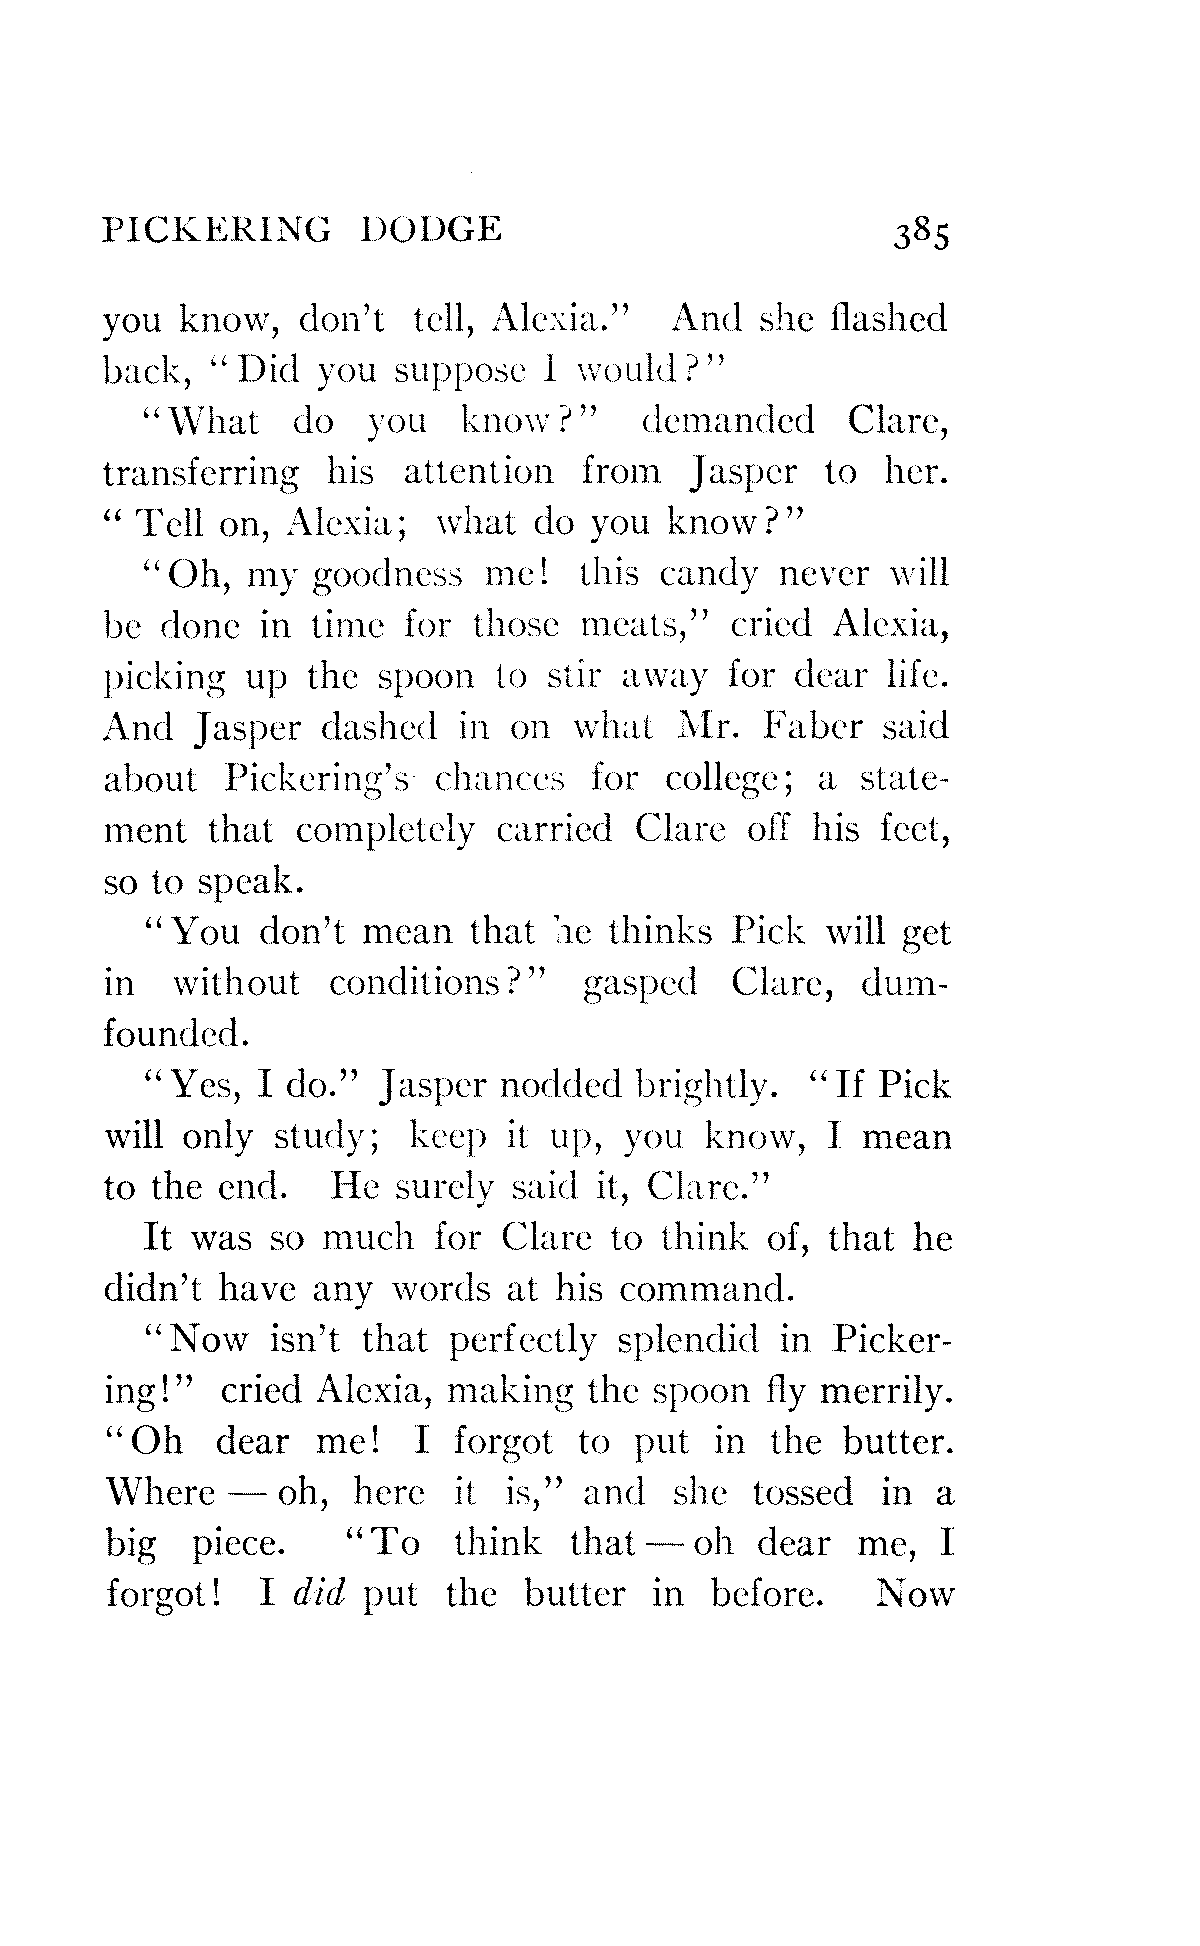 PICKERING DODGE 385
you know, don't tell, Alexia." And she flashed
back, "Did you suppose I would?"
"What do you know?" demanded Clare,
transferring his attention from Jasper to her.
"Tell on, Alexia; what do you know?"
"Oh, my goodness me! this candy never will
be done in time for those meats," cried Alexia,
picking up the spoon to stir away for dear life.
And Jasper dashed in on what Mr. Faber said
about Pickering's chances for college; a state-
ment that completely carried Clare off his feet,
so to speak.
"You don't mean that he thinks Pick will get
in without conditions?" gasped Clare, dum-
founded.
"Yes, I do." Jasper nodded brightly. "If Pick
will only study; keep it up, you know, I mean
to the end. He surely said it, Clare."
It was so much for Clare to think of, that he
didn't have any words at his command.
"Now isn't that perfectly splendid in Picker-
ing!" cried Alexia, making the spoon fly merrily.
"Oh dear me! I forgot to put in the butter.
Where — oh, here it is," and she tossed in a
big piece. "To think that — oh dear me, I
forgot! I did put the butter in before. Now